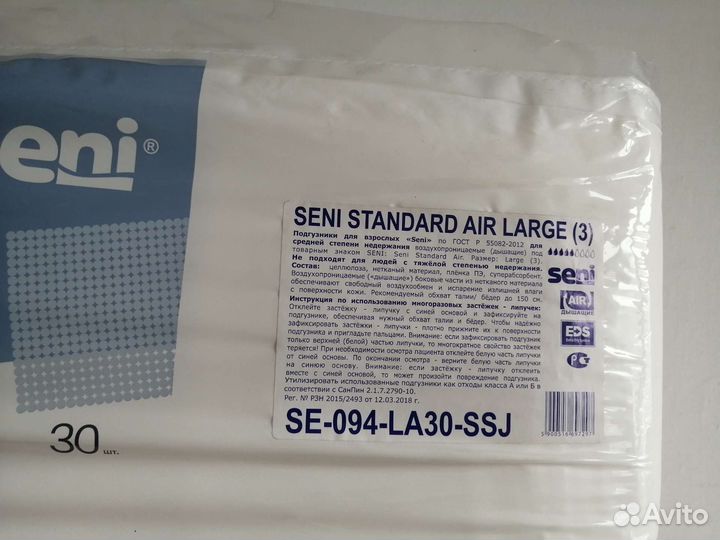 eni®
30 шт.
SENI STANDARD AIR LARGE (3)
Подгузники для взрослых «Seni» по ГОСТ Р 55082-2012 для
средней степени недержания воздухопроницаемые (дышащие) под
товарным знаком SENI: Seni Standard Air. Размер: Large (3).
Не подходят для людей с тяжёлой степенью недержания.
Состав: целлюлоза, нетканый материал, плёнка ПЭ, суперабсорбент.
Воздухопроницаемые («дышащие») боковые части из нетканого материала
обеспечивают свободный воздухообмен и испарение излишней влаги
с поверхности кожи. Рекомендуемый обхват талии/ бёдер до 150 см.
Инструкция по использованию многоразовых застёжек - липучек:
Отклейте застёжку - липучку с синей основой и зафиксируйте на
подгузнике, обеспечивая нужный обхват талии и бёдер. Чтобы надёжно
зафиксировать застёжки - липучки - плотно прижмите их к поверхности
подгузника и пригладьте пальцами. Внимание: если зафиксировать подгузник
только верхней (белой) частью липучки, то многократное свойство застёжек
теряется! При необходимости осмотра пациента отклейте белую часть липучки
от синей основы. По окончании осмотра - верните белую часть липучки
на синюю основу. Внимание: если застёжку - липучку отклеить
вместе с синей основой, то может произойти повреждение подгузника.
Утилизировать использованные подгузники как отходы класса А или Б в
соответствии с СанПин 2.1.7.2790-10.
Рег. № РЗН 2015/2493 от 12.03.2018 г.
SE-094-LA30-SSJ
seni
AIR
ДЫШАЩИЕ
EDS
5 900516 697297
Avito